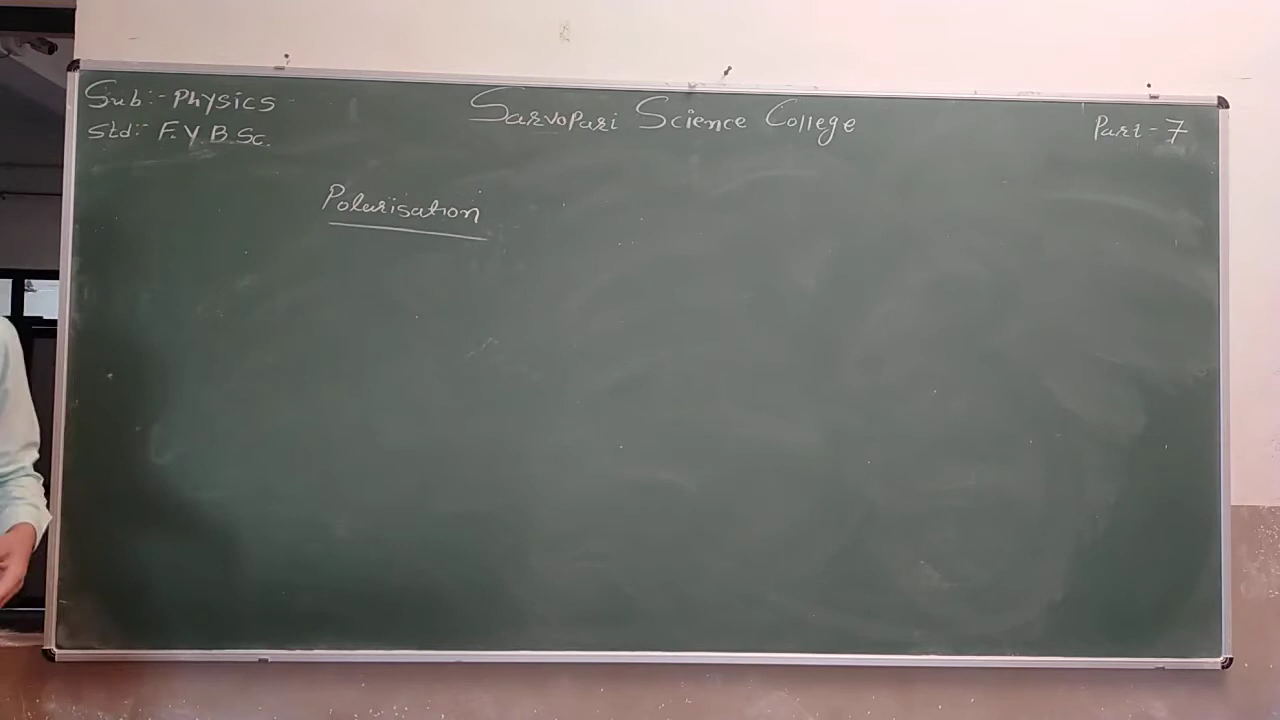 Sub:- Physics
Std:- F.Y.B.Sc.
Sarvopari Science College
Part-7
Polarisation